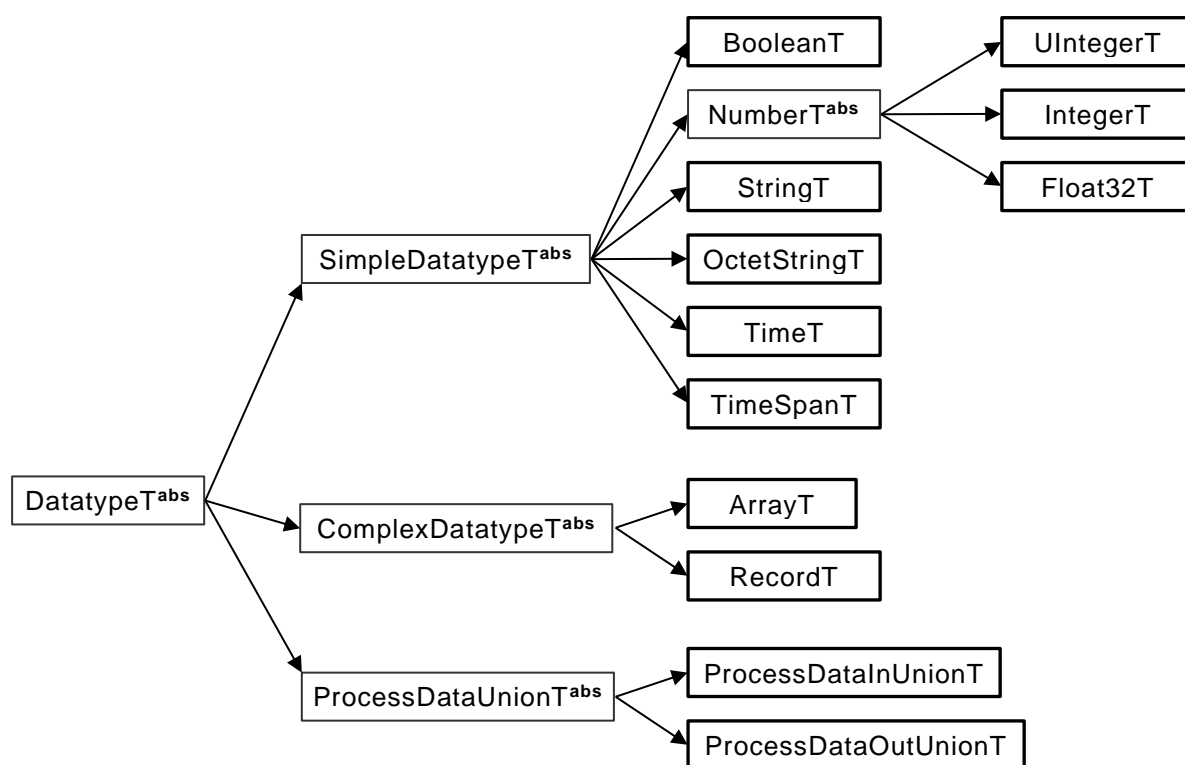 BooleanT
UIntegerT
NumberTabs
IntegerT
StringT
Float32T
SimpleDatatypeTabs
OctetStringT
TimeT
TimeSpanT
DatatypeTabs
ComplexDatatypeTabs
ArrayT
RecordT
ProcessDataUnionTabs
ProcessDataInUnionT
ProcessDataOutUnionT